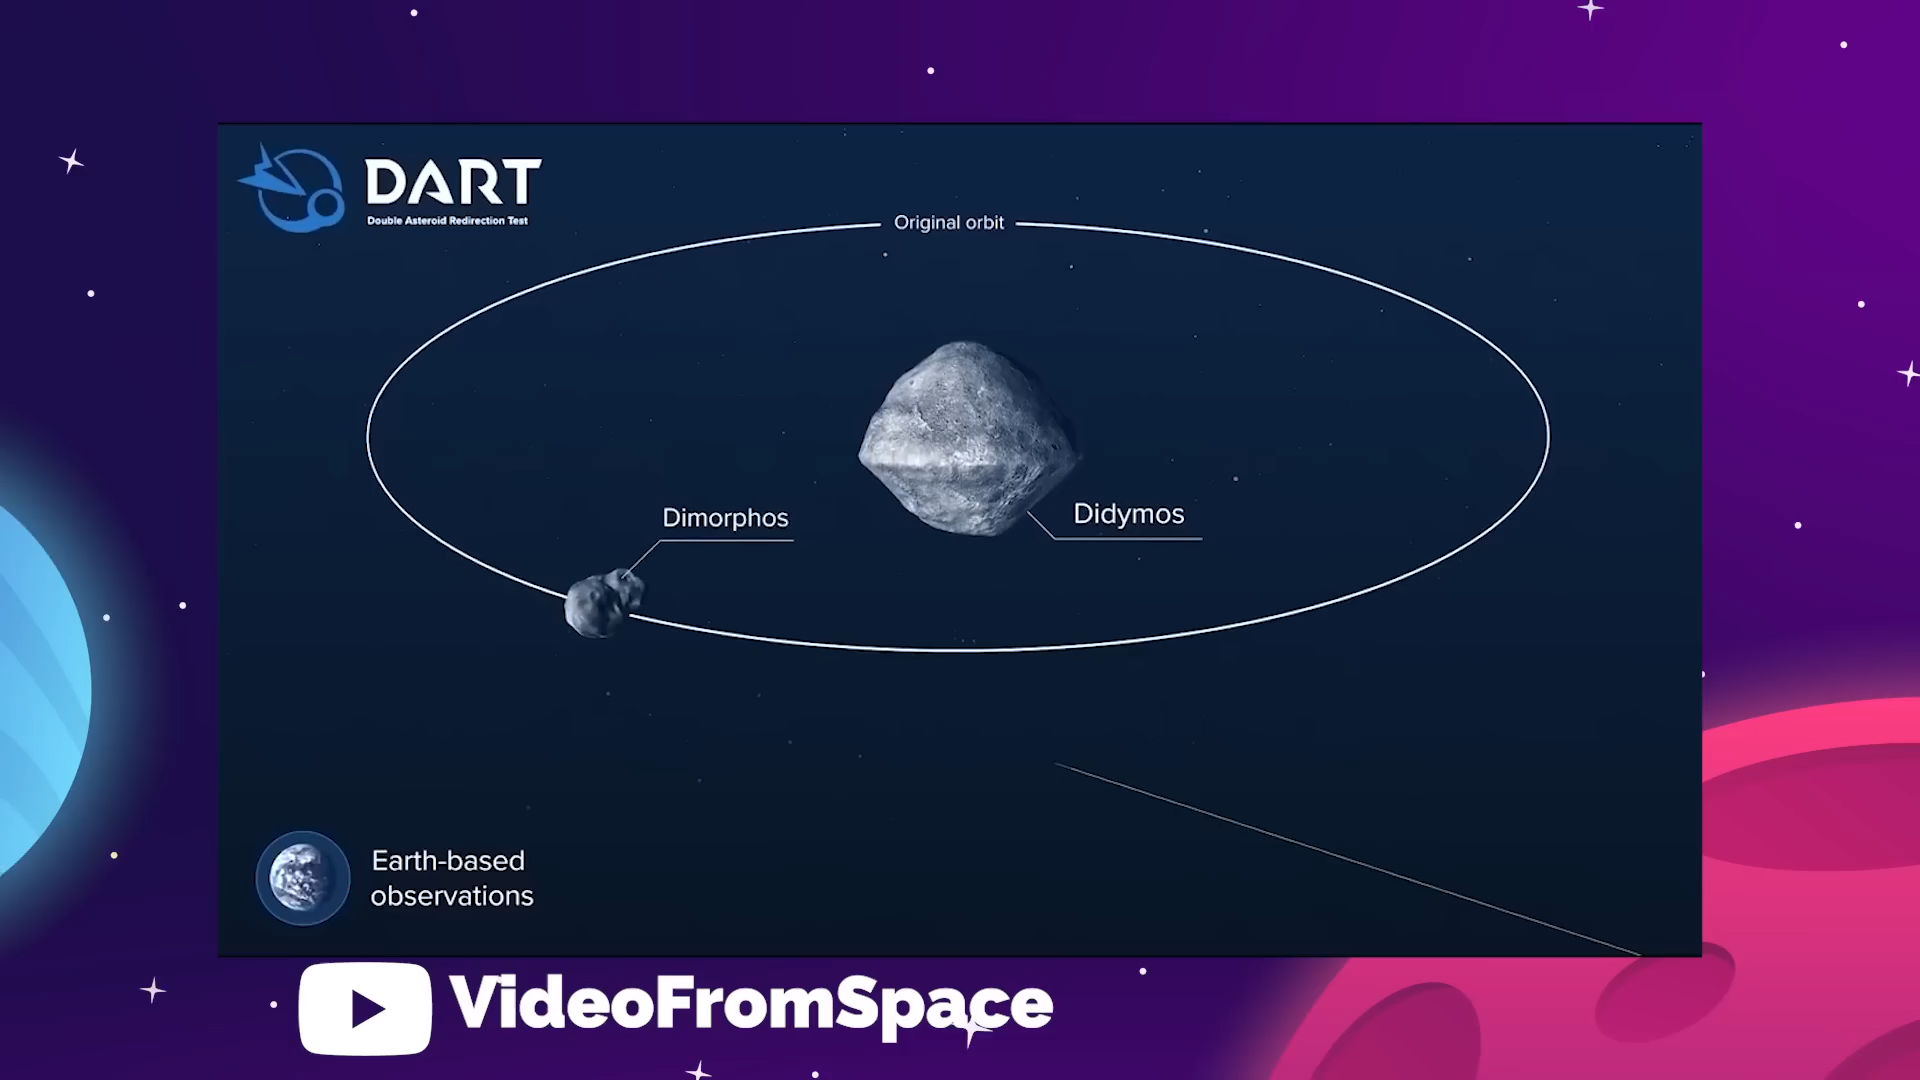 DART
Double Asteroid Redirection Test
Original orbit
Dimorphos
Didymos
Earth-based
observations
VideoFromSpace